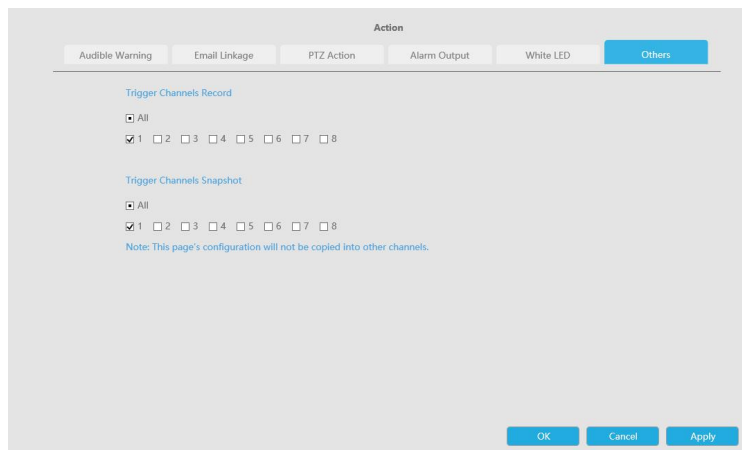 Action
Audible Warning Email Linkage PTZ Action Alarm Output White LED Others
Trigger Channels Record
All
1 2 3 4 5 6 7 8
Trigger Channels Snapshot
All
1 2 3 4 5 6 7 8
Note: This page's configuration will not be copied into other channels.
OK Cancel Apply